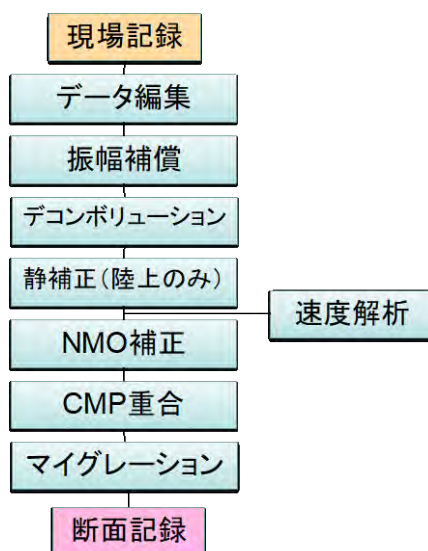 現場記録
データ編集
振幅補償
デコンボリューション
静補正(陸上のみ)
速度解析
NMO補正
CMP重合
マイグレーション
断面記録